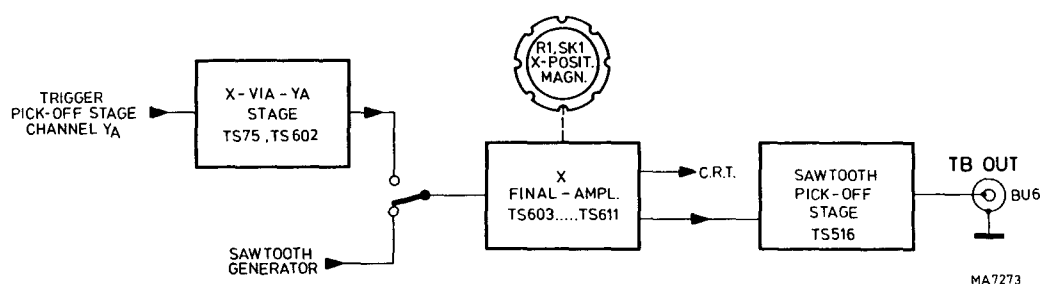 TRIGGER
PICK-OFF STAGE
CHANNEL YA
X-VIA-YA
STAGE
TS75, TS602
SAWTOOTH
GENERATOR
R1, SK1
X-POSIT.
MAGN.
X
FINAL-AMPL.
TS603.....TS611
C.R.T.
SAWTOOTH
PICK-OFF
STAGE
TS516
TB OUT
BU6
MA7273